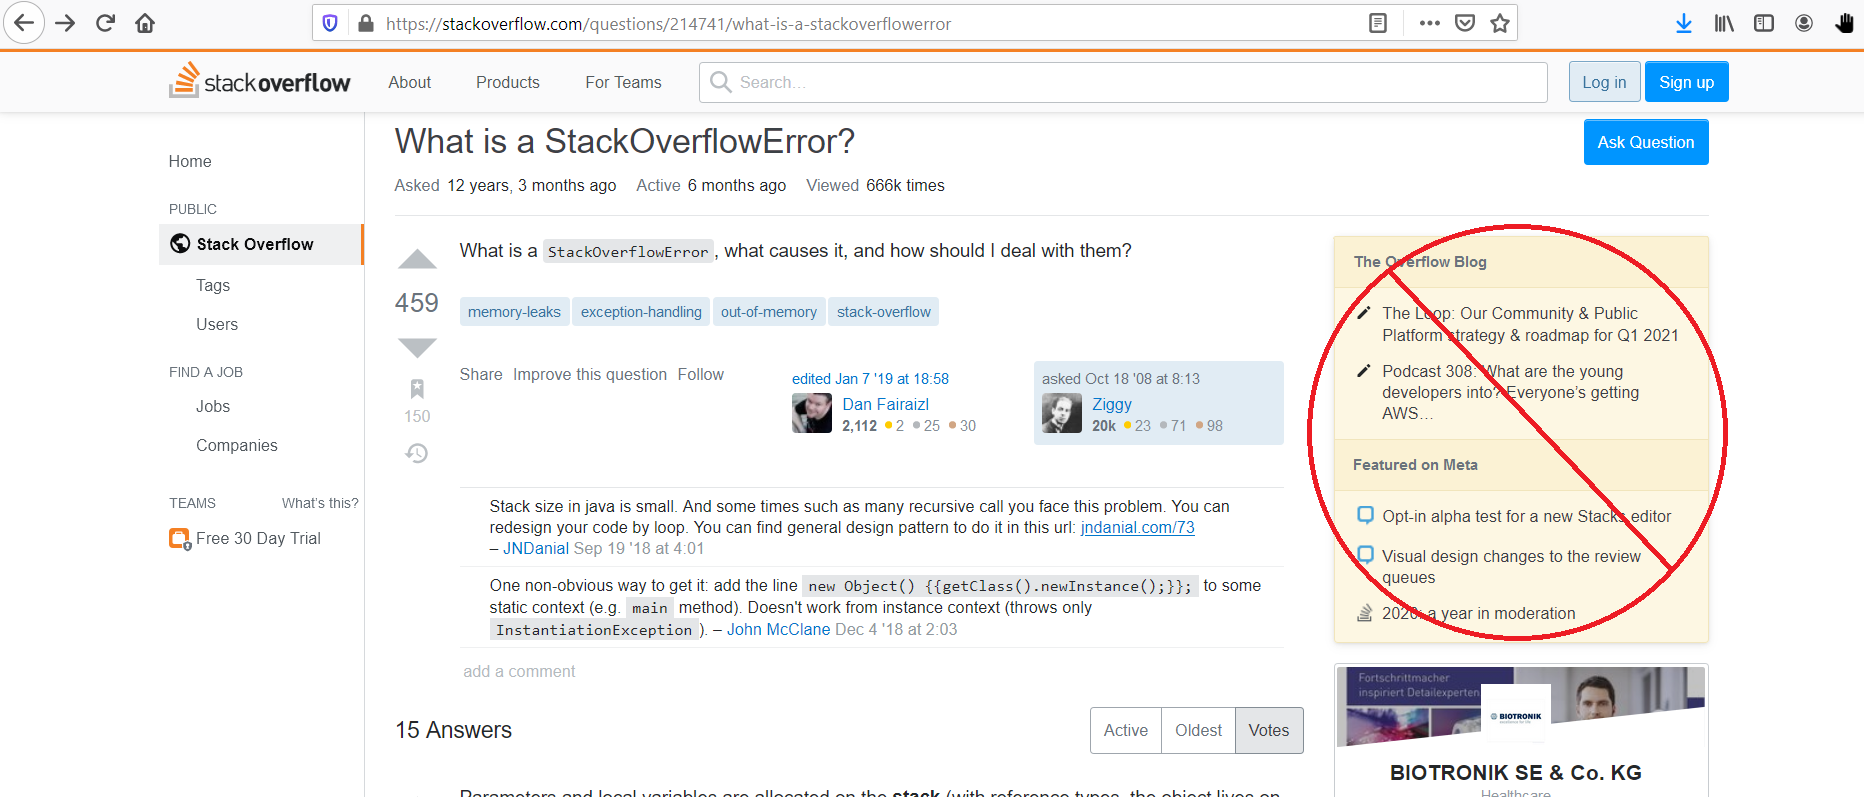 https://stackoverflow.com/questions/214741/what-is-a-stackoverflowerror
stack overflow
About
Products
For Teams
Search...
Log in
Sign up
Home
PUBLIC
Stack Overflow
Tags
Users
FIND A JOB
Jobs
Companies
TEAMS
What's this?
Free 30 Day Trial
What is a StackOverflowError?
Ask Question
Asked 12 years, 3 months ago Active 6 months ago Viewed 666k times
459
150
What is a StackOverflowError, what causes it, and how should I deal with them?
memory-leaks exception-handling out-of-memory stack-overflow
Share Improve this question Follow
edited Jan 7 '19 at 18:58
Dan Fairaizl
2,112 2 25 30
asked Oct 18 '08 at 8:13
Ziggy
20k 23 71 98
Stack size in java is small. And some times such as many recursive call you face this problem. You can
redesign your code by loop. You can find general design pattern to do it in this url: jndanial.com/73
– JNDanial Sep 19 '18 at 4:01
One non-obvious way to get it: add the line new Object() {{getClass().newInstance();}}; to some
static context (e.g. main method). Doesn't work from instance context (throws only
InstantiationException). – John McClane Dec 4 '18 at 2:03
add a comment
15 Answers
Active
Oldest
Votes
Parameters and local variables are allocated on the stack (with reference types, the object lives on
The Overflow Blog
The Loop: Our Community & Public
Platform strategy & roadmap for Q1 2021
Podcast 308: What are the young
developers into? Everyone's getting
AWS…
Featured on Meta
Opt-in alpha test for a new Stacks editor
Visual design changes to the review
queues
2020: a year in moderation
Fortschrittmacher
inspiriert Detailexperten
BIOTRONIK
BIOTRONIK SE & Co. KG
Healthcare